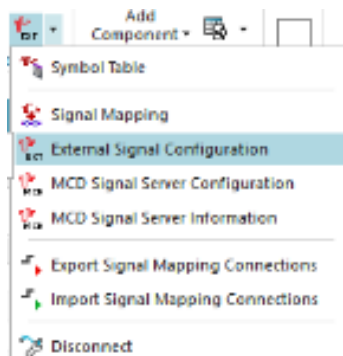 Add
Component
Symbol Table
Signal Mapping
External Signal Configuration
MCD Signal Server Configuration
MCD Signal Server Information
Export Signal Mapping Connections
Import Signal Mapping Connections
Disconnect